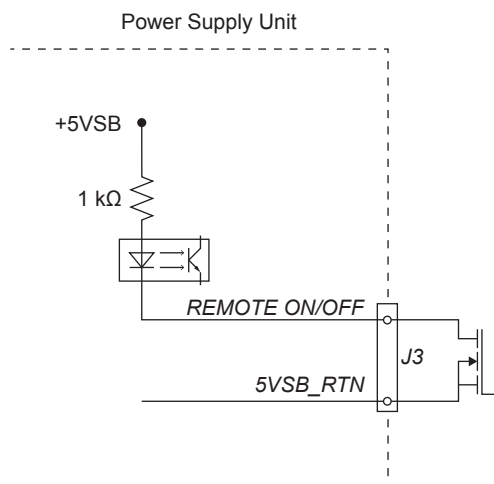 Power Supply Unit
+5VSB
1 kΩ
REMOTE ON/OFF
J3
5VSB_RTN